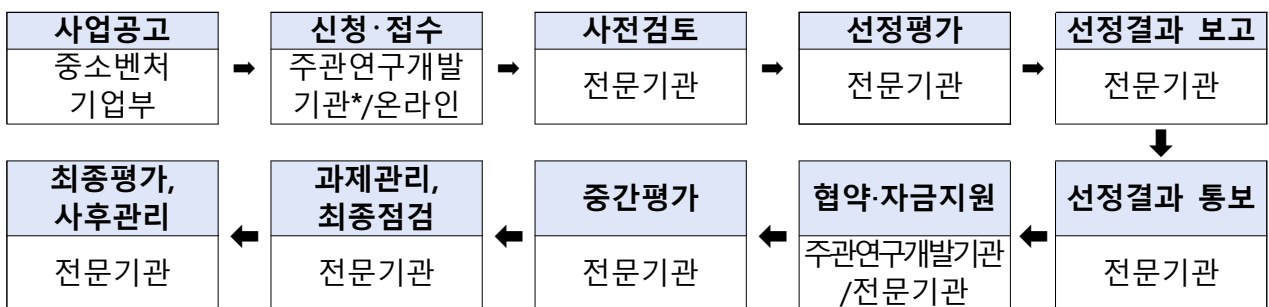 사업공고
중소벤처
기업부
➡
신청·접수
주관연구개발
기관*/온라인
➡
사전검토
전문기관
➡
선정평가
전문기관
➡
선정결과 보고
전문기관
⬇
선정결과 통보
전문기관
⬅
협약·자금지원
주관연구개발기관
/전문기관
⬅
중간평가
전문기관
⬅
과제관리,
최종점검
전문기관
⬅
최종평가,
사후관리
전문기관